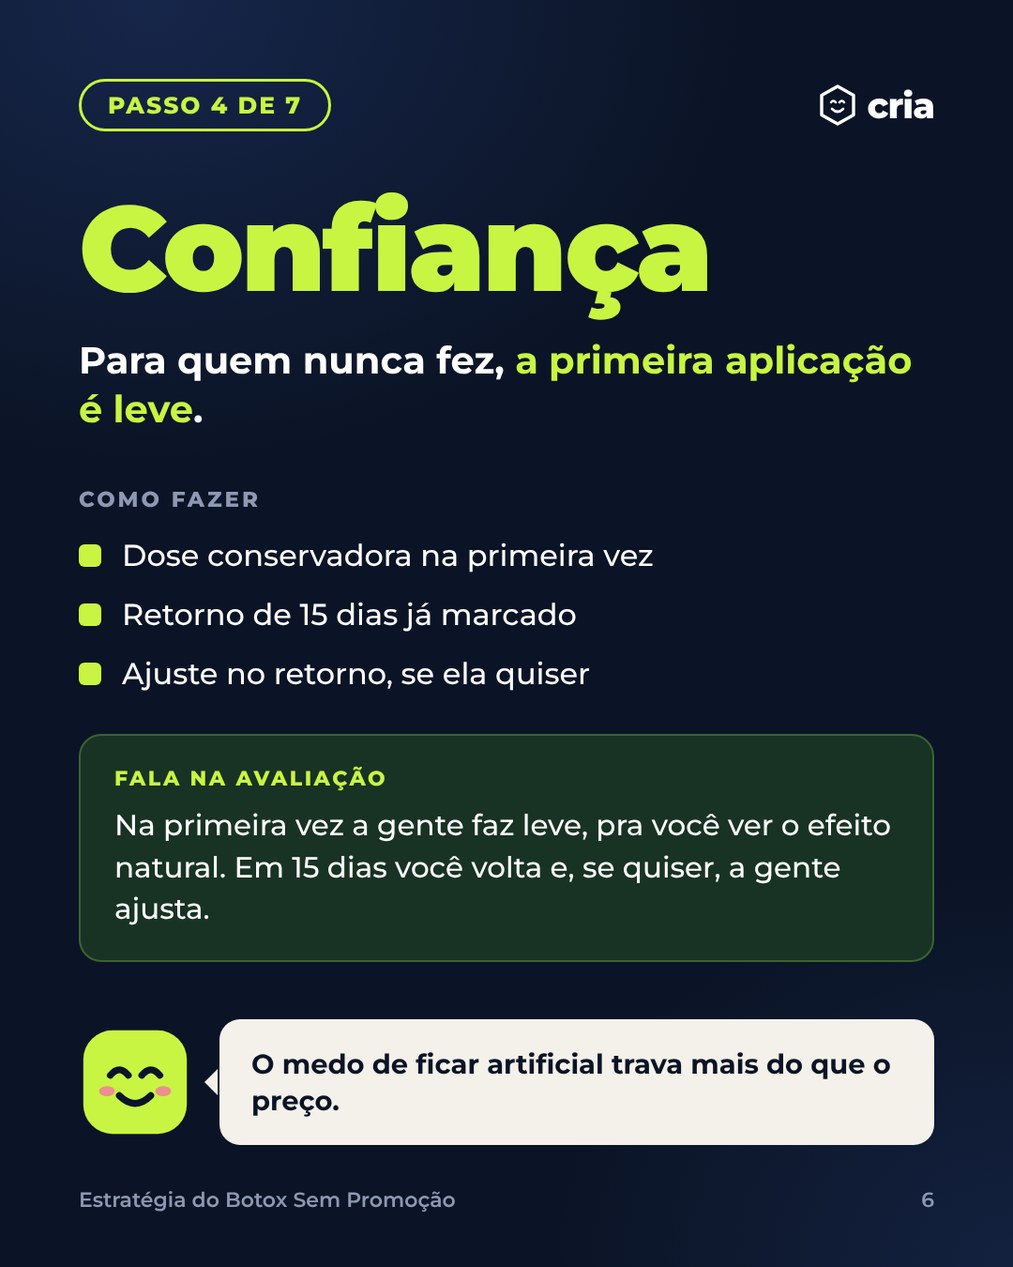 PASSO 4 DE 7
cria
Confiança
Para quem nunca fez, a primeira aplicação
é leve.
COMO FAZER
Dose conservadora na primeira vez
Retorno de 15 dias já marcado
Ajuste no retorno, se ela quiser
FALA NA AVALIAÇÃO
Na primeira vez a gente faz leve, pra você ver o efeito
natural. Em 15 dias você volta e, se quiser, a gente
ajusta.
O medo de ficar artificial trava mais do que o
preço.
Estratégia do Botox Sem Promoção
6